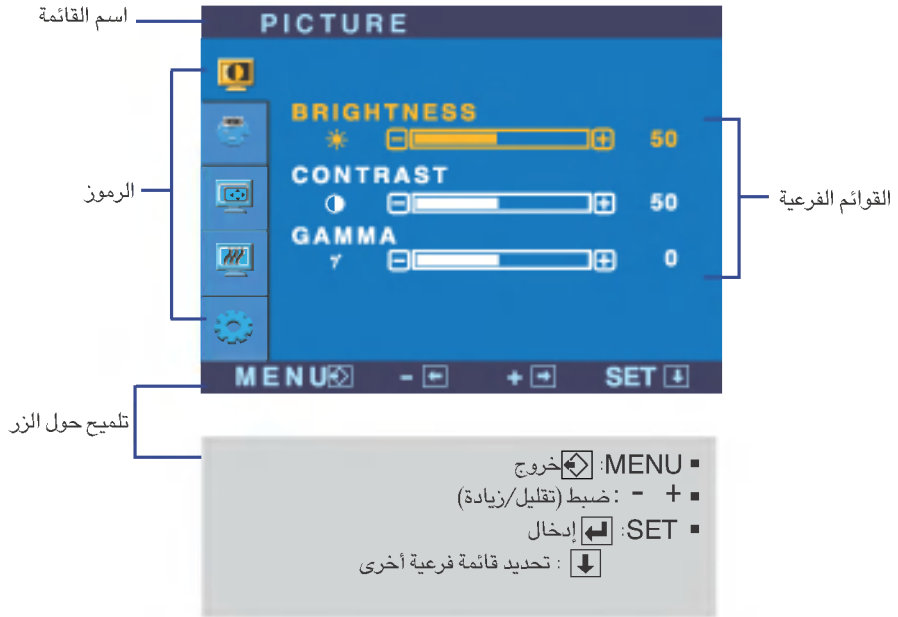 اسم القائمة
PICTURE
BRIGHTNESS
50
CONTRAST
50
GAMMA
γ 0
الرموز
القوائم الفرعية
MENU - + SET
تلميح حول الزر
MENU: خروج
+ - : ضبط (تقليل/زيادة)
SET: إدخال
: تحديد قائمة فرعية أخرى